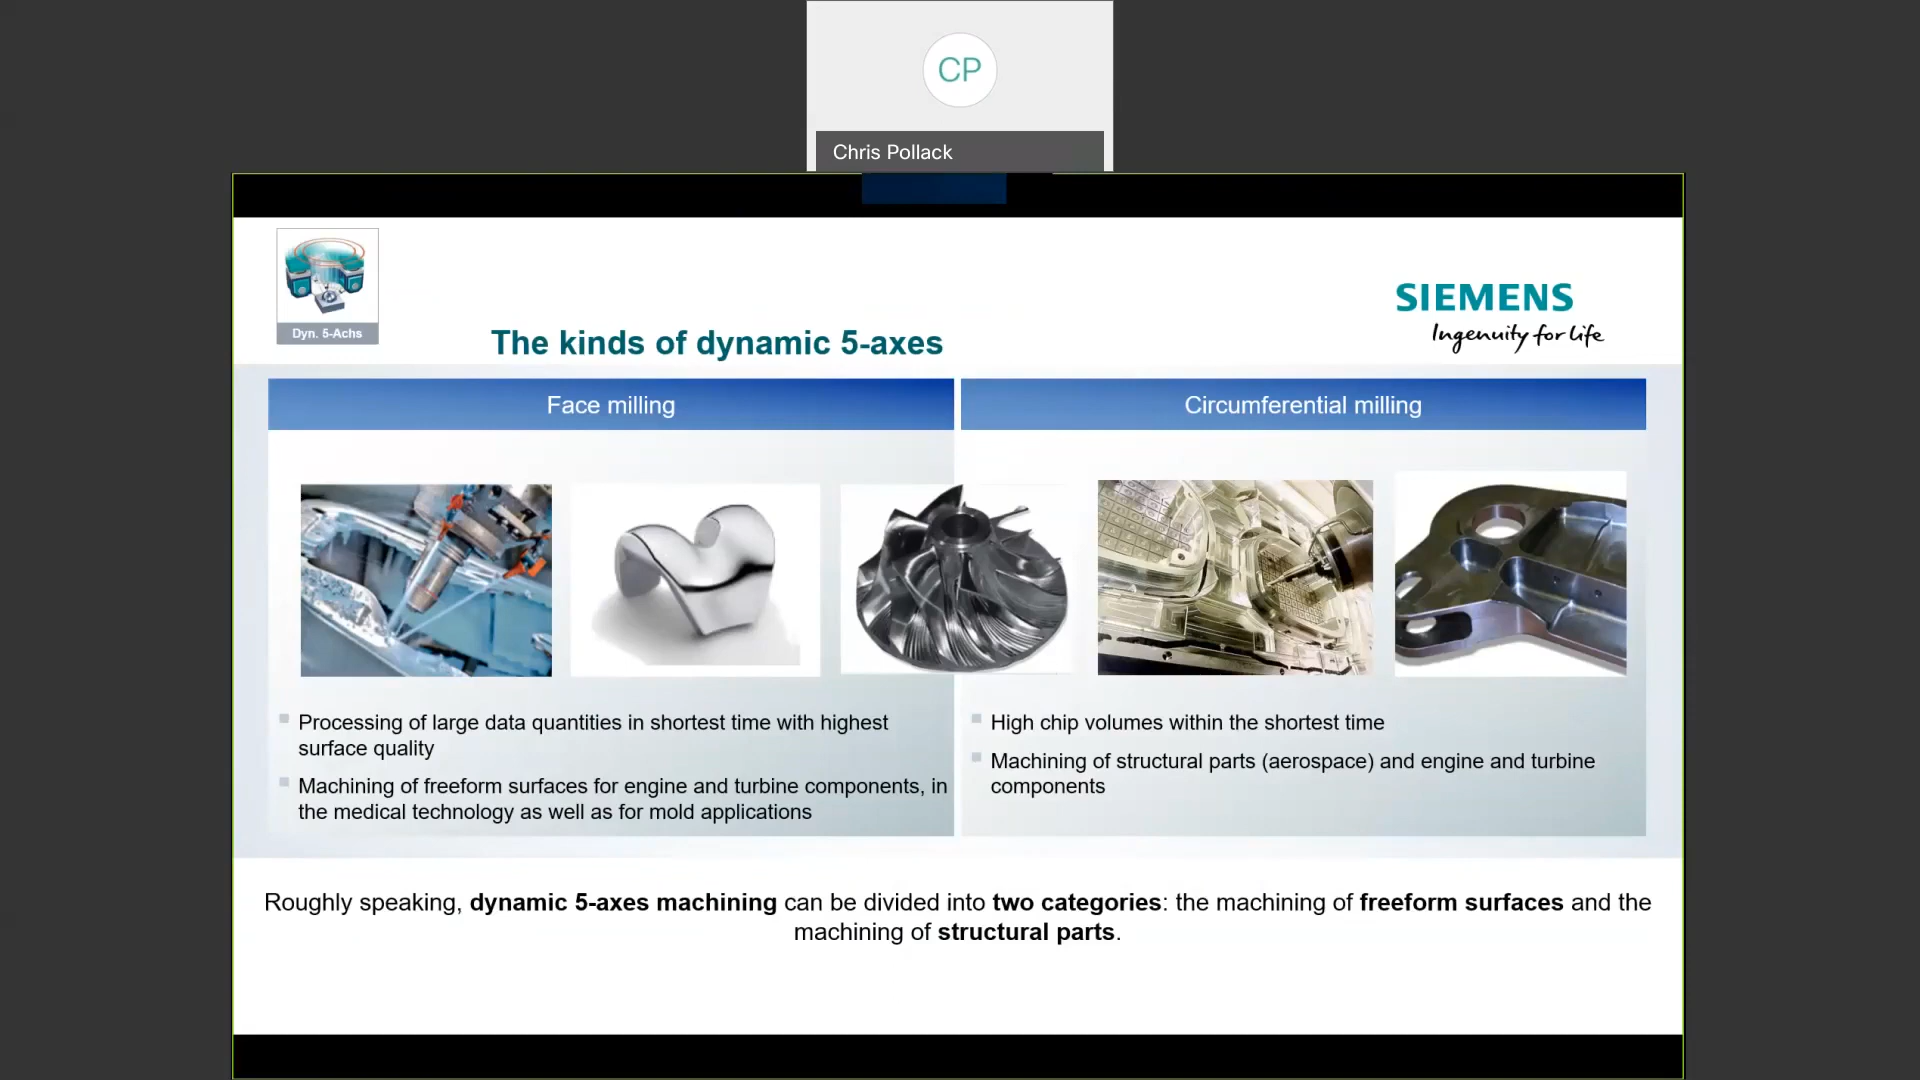 CP
Chris Pollack
Dyn. 5-Achs
SIEMENS
Ingenuity for life
The kinds of dynamic 5-axes
Face milling
Circumferential milling
Processing of large data quantities in shortest time with highest
surface quality
Machining of freeform surfaces for engine and turbine components, in
the medical technology as well as for mold applications
High chip volumes within the shortest time
Machining of structural parts (aerospace) and engine and turbine
components
Roughly speaking, dynamic 5-axes machining can be divided into two categories: the machining of freeform surfaces and the
machining of structural parts.